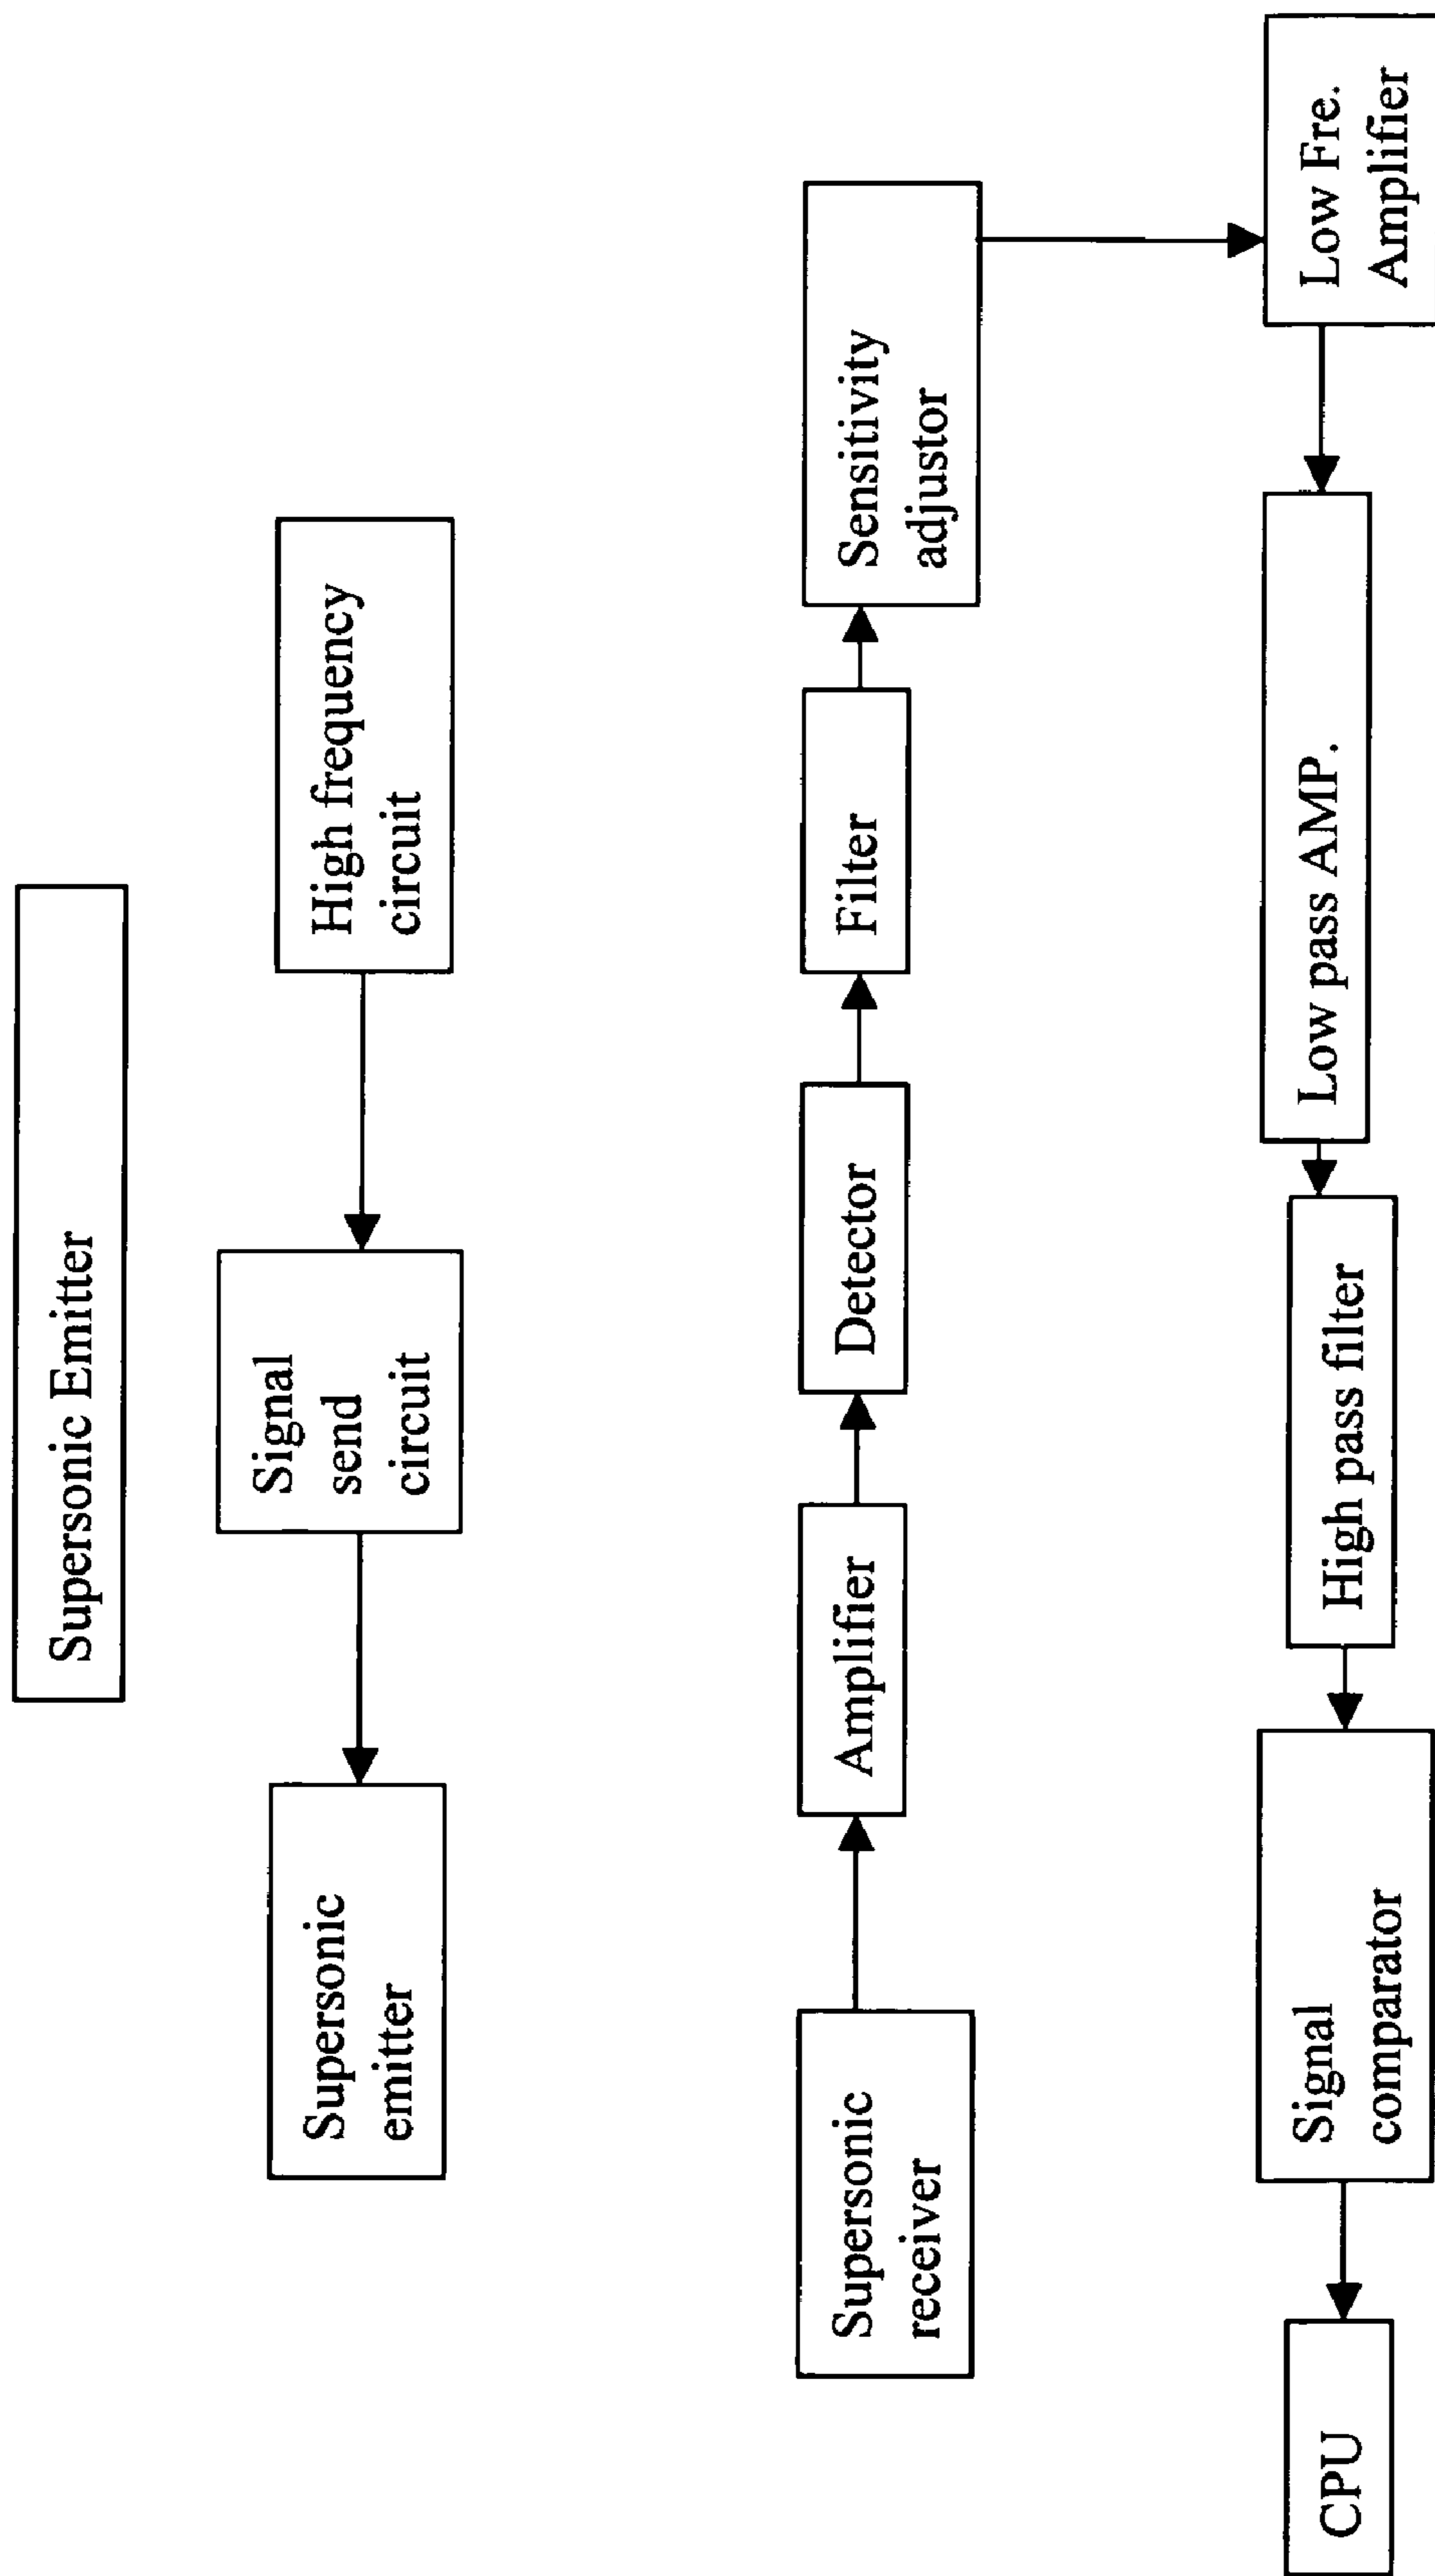 Supersonic Emitter
Supersonic
emitter
Signal
send
circuit
High frequency
circuit
Supersonic
receiver
Amplifier
Detector
Filter
Sensitivity
adjustor
CPU
Signal
comparator
High pass filter
Low pass AMP.
Low Fre.
Amplifier